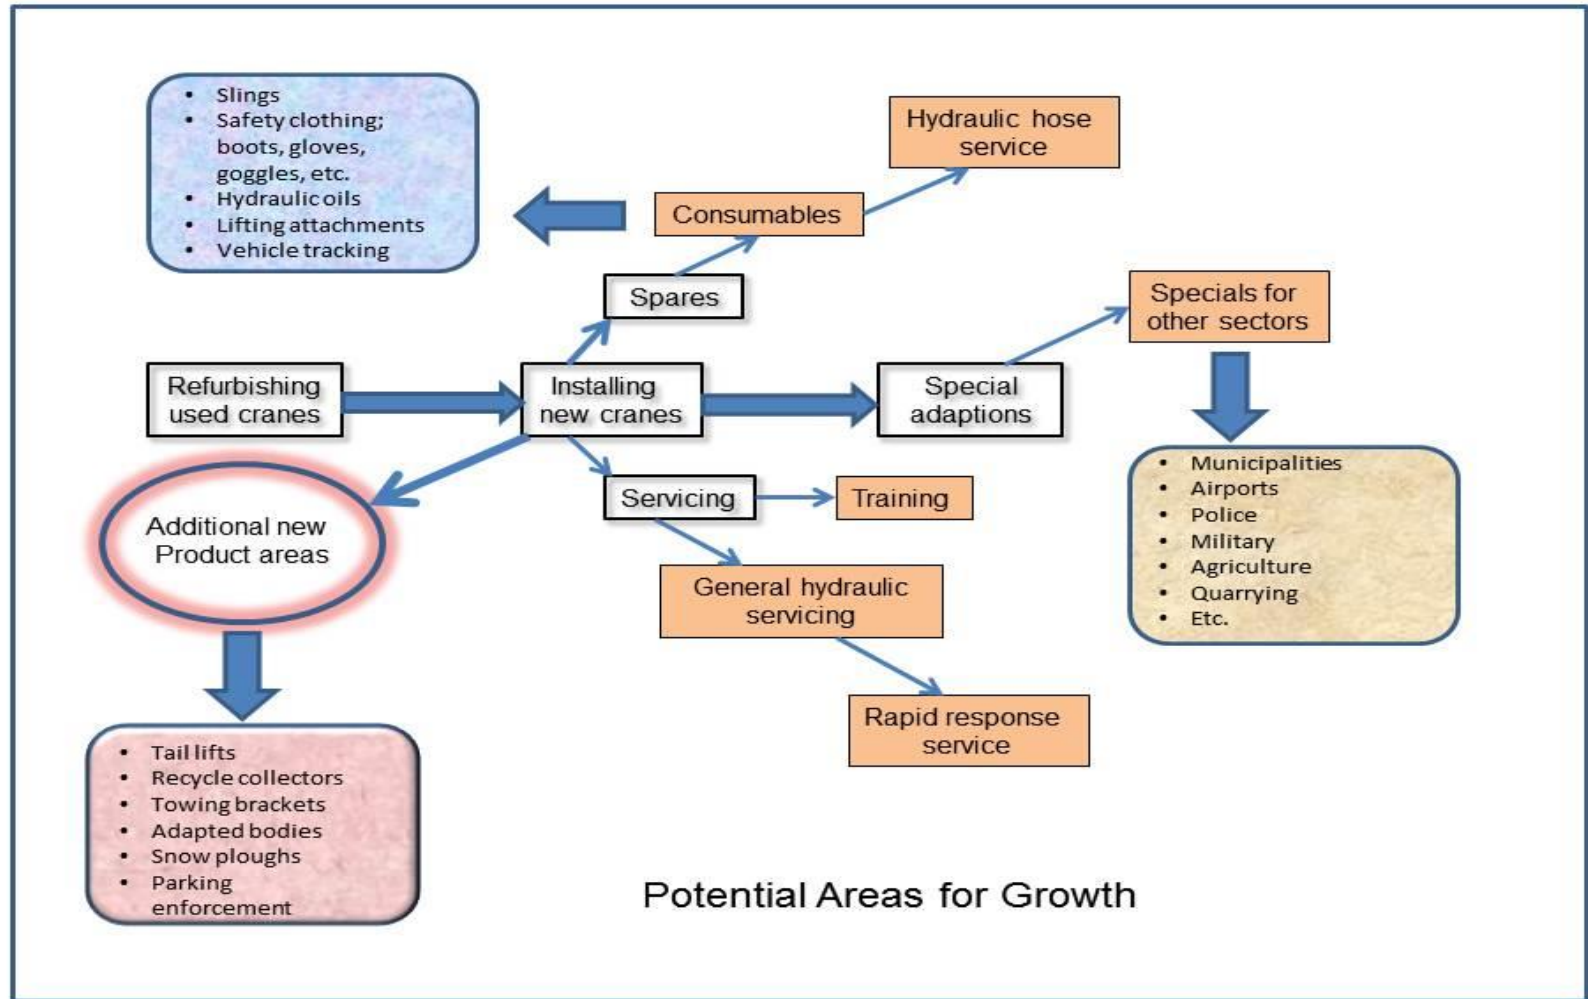 • Slings
• Safety clothing;
boots, gloves,
goggles, etc.
• Hydraulic oils
• Lifting attachments
• Vehicle tracking
Hydraulic hose
service
Consumables
Spares
Specials for
other sectors
Refurbishing
used cranes
Installing
new cranes
Special
adaptions
• Municipalities
• Airports
• Police
• Military
• Agriculture
• Quarrying
• Etc.
Servicing
Training
Additional new
Product areas
General hydraulic
servicing
Rapid response
service
• Tail lifts
• Recycle collectors
• Towing brackets
• Adapted bodies
• Snow ploughs
• Parking
enforcement
Potential Areas for Growth